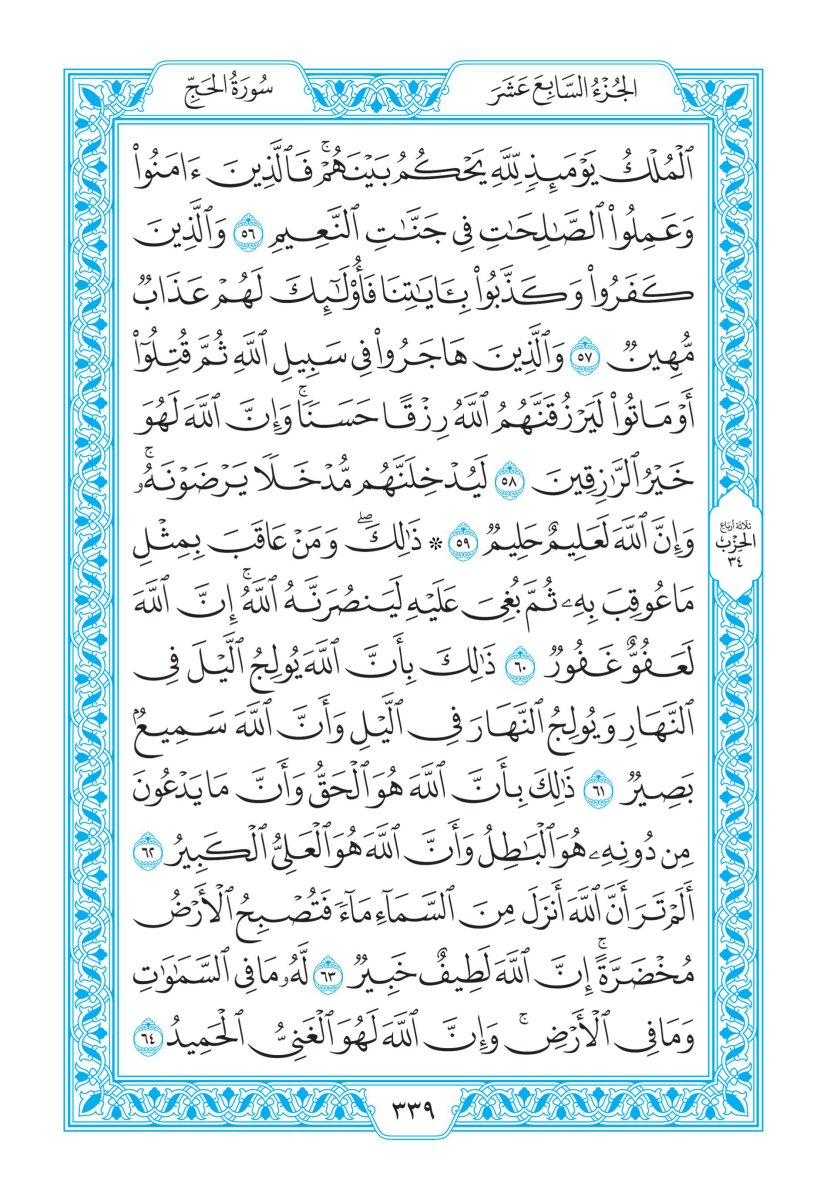 الجُزْءُ السَّابِعَ عَشَرَ
سُورَةُ الحَجِّ
ٱلْمُلْكُ يَوْمَئِذٍ لِّلَّهِ يَحْكُمُ بَيْنَهُمْۚ فَٱلَّذِينَ ءَامَنُوا۟
وَعَمِلُوا۟ ٱلصَّـٰلِحَـٰتِ فِى جَنَّـٰتِ ٱلنَّعِيمِ ٥٦ وَٱلَّذِينَ
كَفَرُوا۟ وَكَذَّبُوا۟ بِـَٔايَـٰتِنَا فَأُو۟لَـٰٓئِكَ لَهُمْ عَذَابٌ
مُّهِينٌ ٥٧ وَٱلَّذِينَ هَاجَرُوا۟ فِى سَبِيلِ ٱللَّهِ ثُمَّ قُتِلُوٓا۟
أَوْ مَاتُوا۟ لَيَرْزُقَنَّهُمُ ٱللَّهُ رِزْقًا حَسَنًاۚ وَإِنَّ ٱللَّهَ لَهُوَ
خَيْرُ ٱلرَّٰزِقِينَ ٥٨ لَيُدْخِلَنَّهُم مُّدْخَلًا يَرْضَوْنَهُۥۚ
وَإِنَّ ٱللَّهَ لَعَلِيمٌ حَلِيمٌ ٥٩ * ذَٰلِكَۖ وَمَنْ عَاقَبَ بِمِثْلِ
مَا عُوقِبَ بِهِۦ ثُمَّ بُغِىَ عَلَيْهِ لَيَنصُرَنَّهُ ٱللَّهُۚ إِنَّ ٱللَّهَ
لَعَفُوٌّ غَفُورٌ ٦٠ ذَٰلِكَ بِأَنَّ ٱللَّهَ يُولِجُ ٱلَّيْلَ فِى
ٱلنَّهَارِ وَيُولِجُ ٱلنَّهَارَ فِى ٱلَّيْلِ وَأَنَّ ٱللَّهَ سَمِيعٌۢ
بَصِيرٌ ٦١ ذَٰلِكَ بِأَنَّ ٱللَّهَ هُوَ ٱلْحَقُّ وَأَنَّ مَا يَدْعُونَ
مِن دُونِهِۦ هُوَ ٱلْبَـٰطِلُ وَأَنَّ ٱللَّهَ هُوَ ٱلْعَلِىُّ ٱلْكَبِيرُ ٦٢
أَلَمْ تَرَ أَنَّ ٱللَّهَ أَنزَلَ مِنَ ٱلسَّمَآءِ مَآءً فَتُصْبِحُ ٱلْأَرْضُ
مُخْضَرَّةًۚ إِنَّ ٱللَّهَ لَطِيفٌ خَبِيرٌ ٦٣ لَّهُۥ مَا فِى ٱلسَّمَـٰوَٰتِ
وَمَا فِى ٱلْأَرْضِۚ وَإِنَّ ٱللَّهَ لَهُوَ ٱلْغَنِىُّ ٱلْحَمِيدُ ٦٤
ثلاثة أرباع
الحِزْب
٣٤
٣٣٩